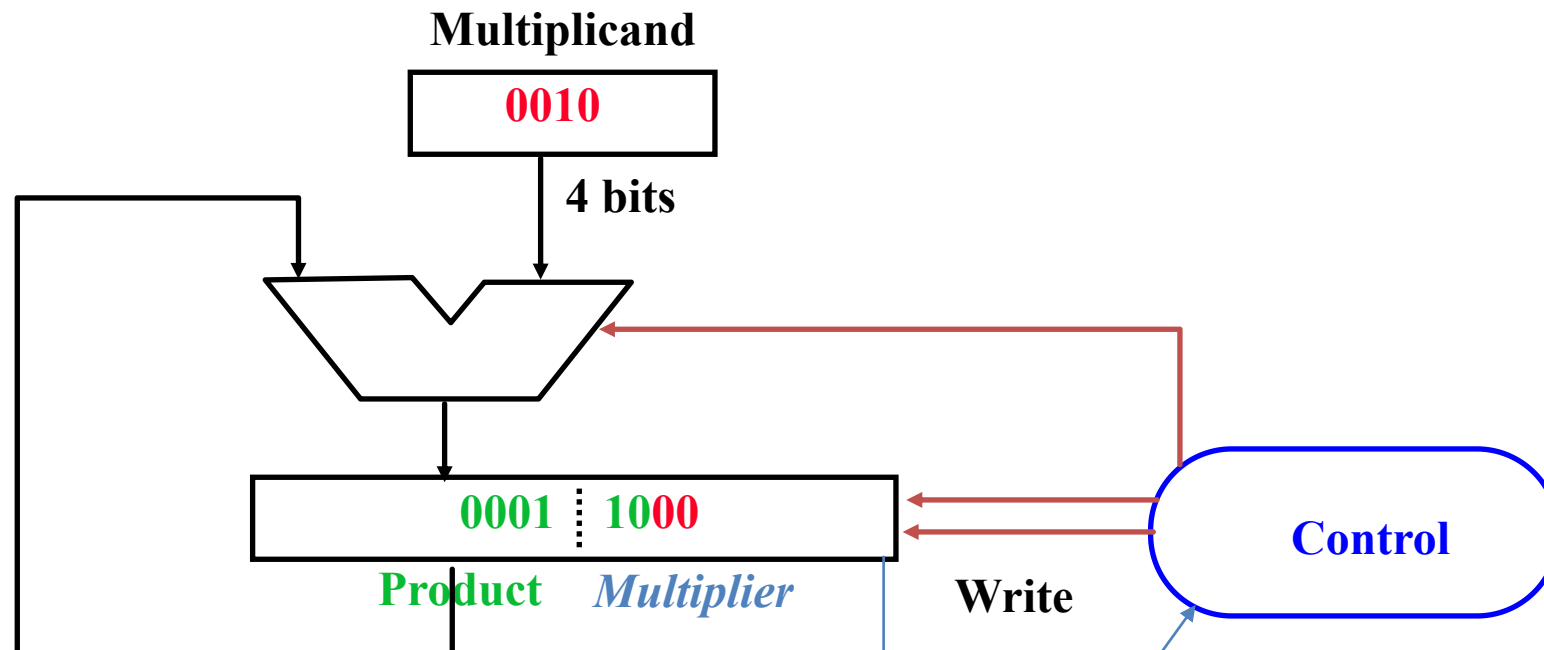 Multiplicand
0010
4 bits
0001 1000
Control
Product Multiplier
Write